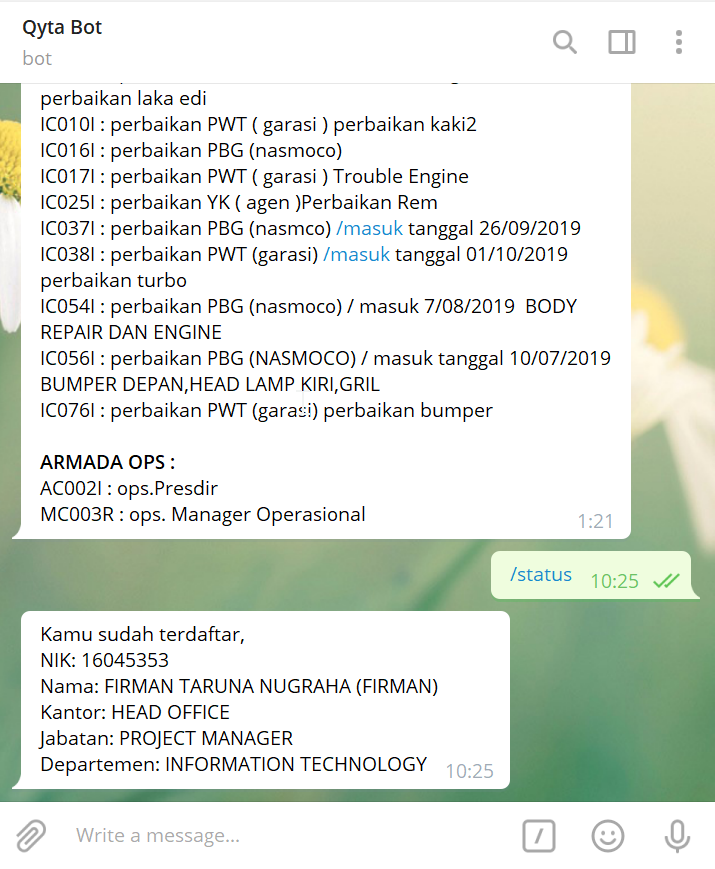 Qyta Bot
bot
perbaikan laka edi
IC010I : perbaikan PWT ( garasi ) perbaikan kaki2
IC016I : perbaikan PBG (nasmoco)
IC017I : perbaikan PWT ( garasi ) Trouble Engine
IC025I : perbaikan YK ( agen )Perbaikan Rem
IC037I : perbaikan PBG (nasmco) /masuk tanggal 26/09/2019
IC038I : perbaikan PWT (garasi) /masuk tanggal 01/10/2019
perbaikan turbo
IC054I : perbaikan PBG (nasmoco) / masuk 7/08/2019  BODY
REPAIR DAN ENGINE
IC056I : perbaikan PBG (NASMOCO) / masuk tanggal 10/07/2019
BUMPER DEPAN,HEAD LAMP KIRI,GRIL
IC076I : perbaikan PWT (garasi) perbaikan bumper
ARMADA OPS :
AC002I : ops.Presdir
MC003R : ops. Manager Operasional
1:21
/status 10:25
Kamu sudah terdaftar,
NIK: 16045353
Nama: FIRMAN TARUNA NUGRAHA (FIRMAN)
Kantor: HEAD OFFICE
Jabatan: PROJECT MANAGER
Departemen: INFORMATION TECHNOLOGY 10:25
Write a message...